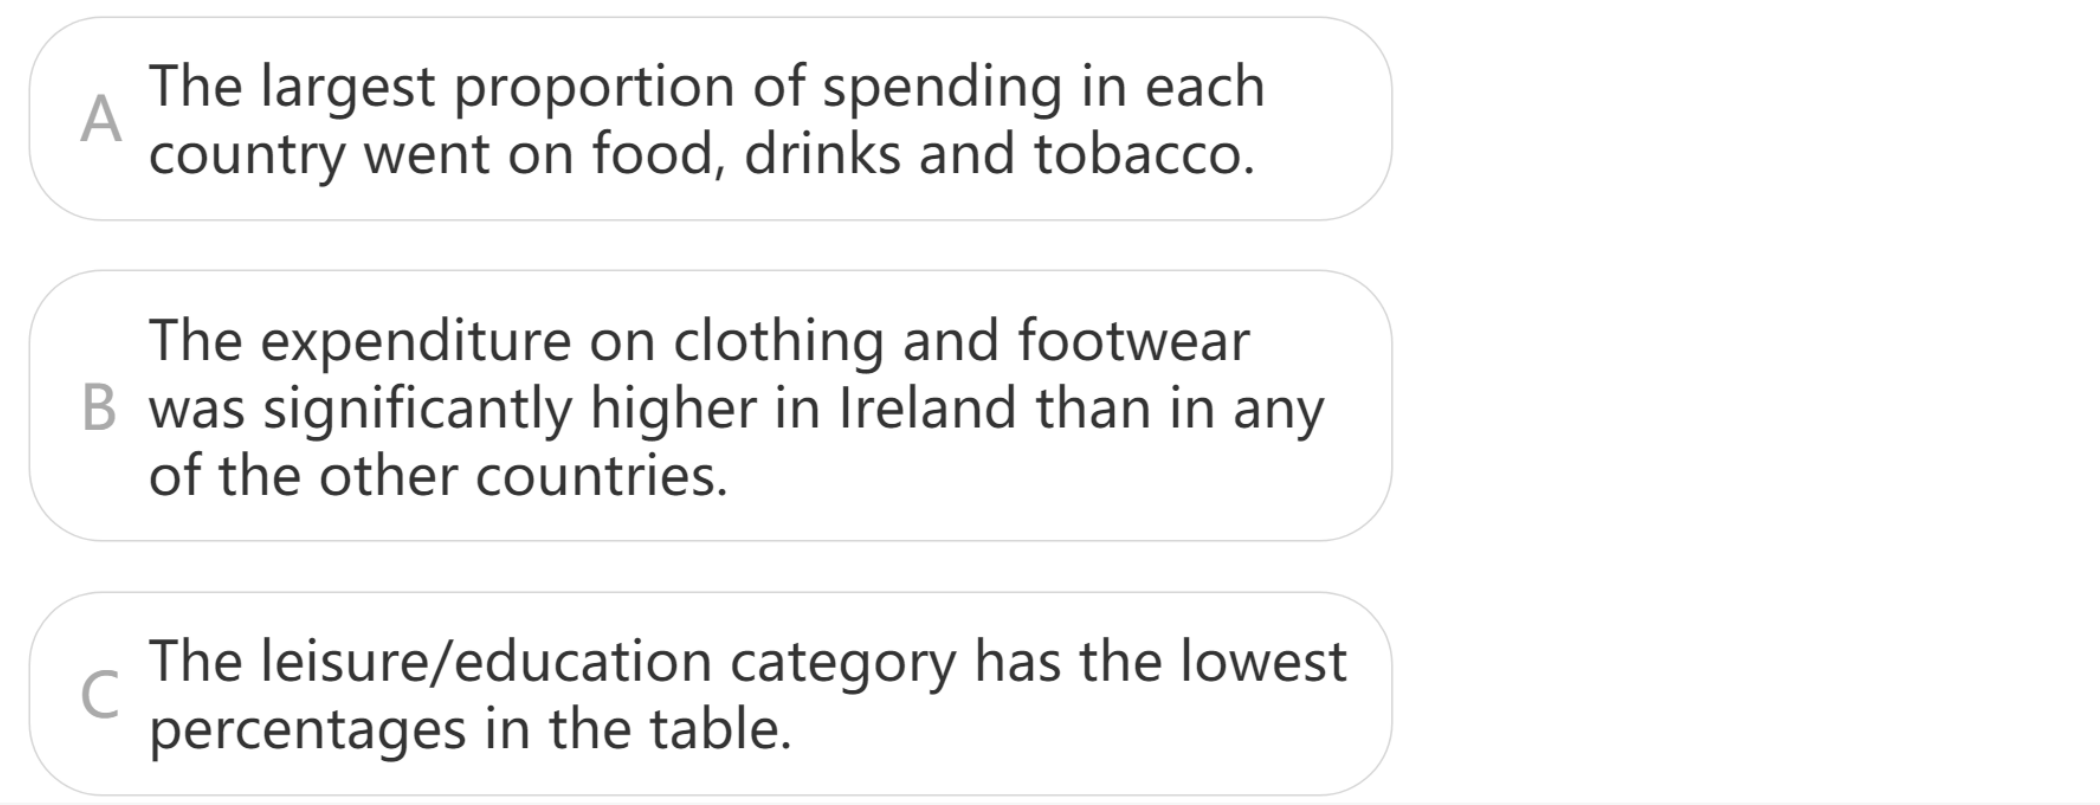 A
The largest proportion of spending in each
country went on food, drinks and tobacco.
B
The expenditure on clothing and footwear
was significantly higher in Ireland than in any
of the other countries.
C
The leisure/education category has the lowest
percentages in the table.